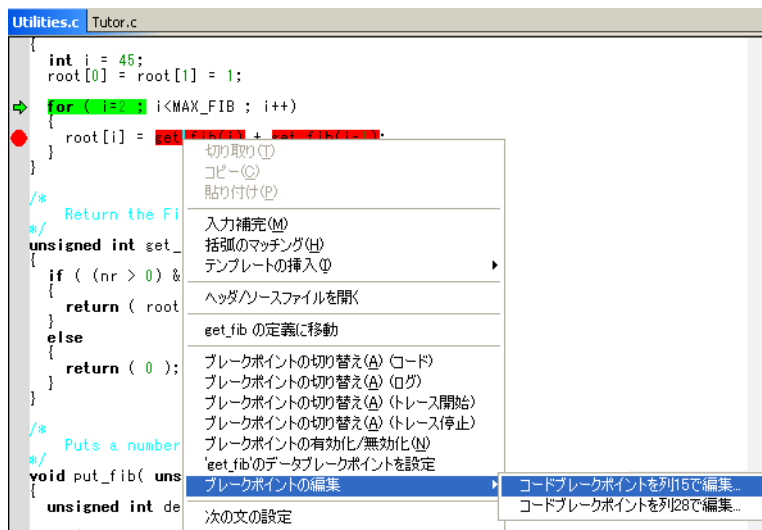 Utilities.c Tutor.c
{
int i = 45;
root[0] = root[1] = 1;
for ( i=2 ; i<MAX_FIB ; i++)
{
root[i] = get_fib(i) + get_fib(i-1);
}
}
/*
Return the Fi
*/
unsigned int get_
{
if ( (nr > 0) &
{
return ( root
}
else
{
return ( 0 );
}
}
/*
Puts a number
*/
void put_fib( uns
{
unsigned int de
切り取り(T)
コピー(C)
貼り付け(P)
入力補完(M)
括弧のマッチング(H)
テンプレートの挿入(I)
ヘッダ/ソースファイルを開く
get_fib の定義に移動
ブレークポイントの切り替え(A) (コード)
ブレークポイントの切り替え(A) (ログ)
ブレークポイントの切り替え(A) (トレース開始)
ブレークポイントの切り替え(A) (トレース停止)
ブレークポイントの有効化/無効化(N)
'get_fib'のデータブレークポイントを設定
ブレークポイントの編集
コードブレークポイントを列15で編集...
コードブレークポイントを列28で編集...
次の文の設定